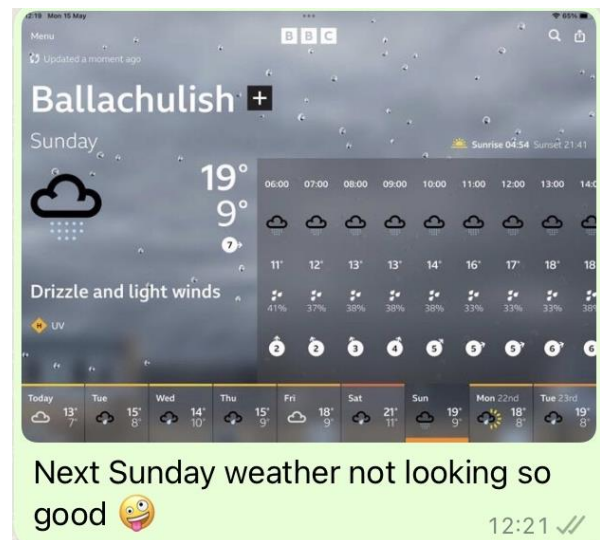 12:19 Mon 15 May 65%
Menu BBC
Updated a moment ago
Ballachulish +
Sunday
Sunrise 04:54 Sunset 21:41
19°
9°
7
06:00 07:00 08:00 09:00 10:00 11:00 12:00 13:00 14:0
11° 12° 13° 13° 14° 16° 17° 18° 18
41% 37% 38% 38% 38% 33% 33% 33%
2 2 3 4 5 5 5 6 6
Drizzle and light winds
H UV
Today Tue Wed Thu Fri Sat Sun Mon 22nd Tue 23rd
13° 15° 14° 15° 18° 21° 19° 18° 19°
7° 8° 10° 9° 9° 11° 9° 8° 8°
Next Sunday weather not looking so
good 🤪
12:21